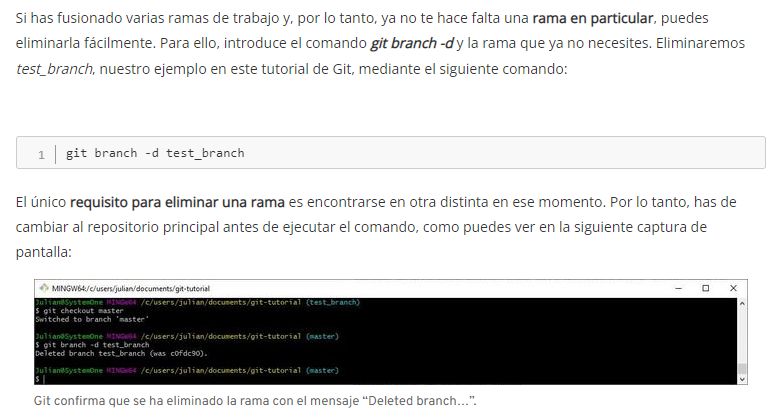 Si has fusionado varias ramas de trabajo y, por lo tanto, ya no te hace falta una rama en particular, puedes
eliminarla fácilmente. Para ello, introduce el comando git branch -d y la rama que ya no necesites. Eliminaremos
test_branch, nuestro ejemplo en este tutorial de Git, mediante el siguiente comando:
1 git branch -d test_branch
El único requisito para eliminar una rama es encontrarse en otra distinta en ese momento. Por lo tanto, has de
cambiar al repositorio principal antes de ejecutar el comando, como puedes ver en la siguiente captura de
pantalla:
MINGW64:/c/users/julian/documents/git-tutorial
Julian@SystemOne MINGW64 /c/users/julian/documents/git-tutorial (test_branch)
$ git checkout master
Switched to branch 'master'
Julian@SystemOne MINGW64 /c/users/julian/documents/git-tutorial (master)
$ git branch -d test_branch
Deleted branch test_branch (was c0fdc90).
Julian@SystemOne MINGW64 /c/users/julian/documents/git-tutorial (master)
$
Git confirma que se ha eliminado la rama con el mensaje “Deleted branch…”.